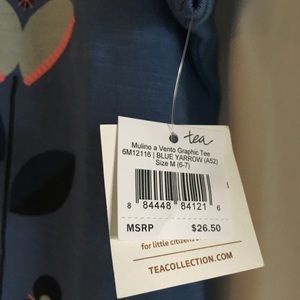 tea
Mulino a Vento Graphic Tee
6M12116 | BLUE YARROW (A52)
Size M (6-7)
8 84448 84121 6
MSRP $26.50
for little citizens
TEACOLLECTION.COM